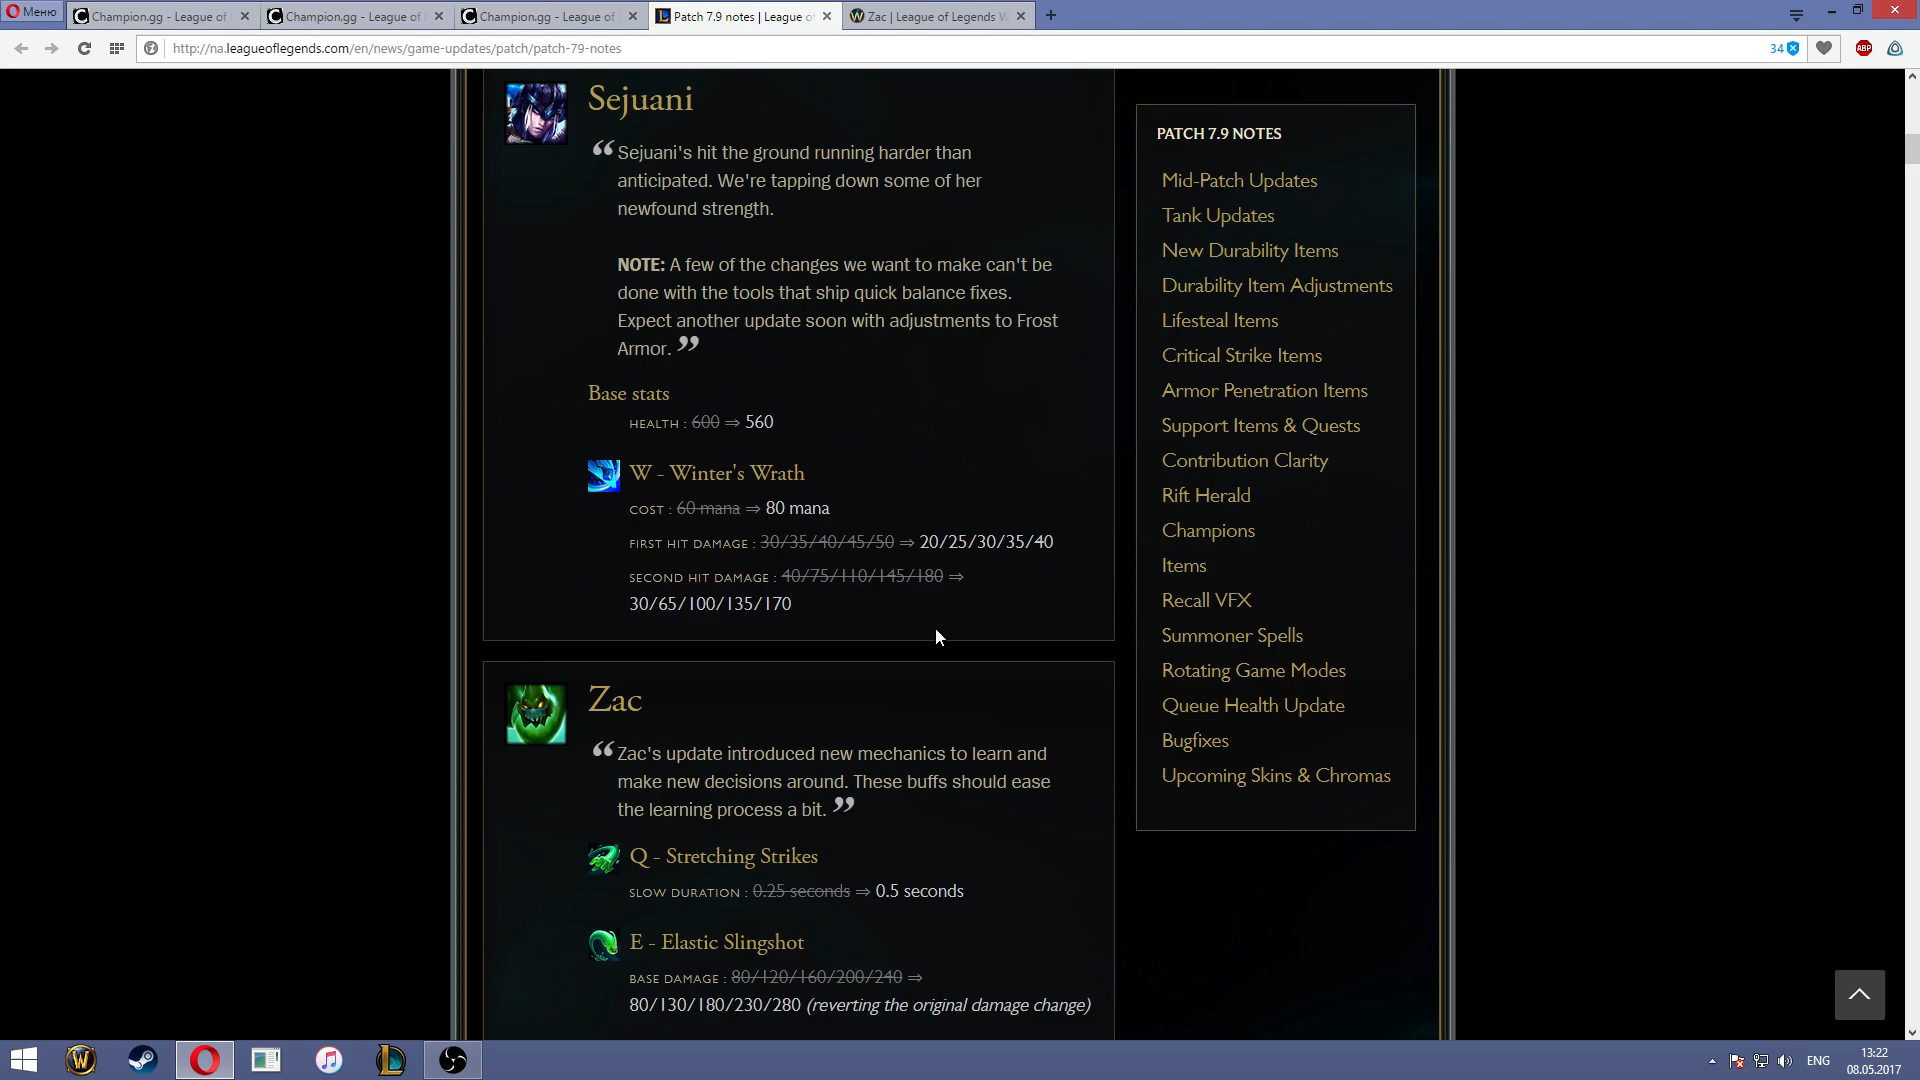 Меню
Champion.gg - League of
Champion.gg - League of
Champion.gg - League of
Patch 7.9 notes | League of
Zac | League of Legends W
http://na.leagueoflegends.com/en/news/game-updates/patch/patch-79-notes
34
ABP
Sejuani
“ Sejuani's hit the ground running harder than
anticipated. We're tapping down some of her
newfound strength.
NOTE: A few of the changes we want to make can't be
done with the tools that ship quick balance fixes.
Expect another update soon with adjustments to Frost
Armor. ”
Base stats
HEALTH : 600 ⇒ 560
W - Winter's Wrath
COST : 60 mana ⇒ 80 mana
FIRST HIT DAMAGE : 30/35/40/45/50 ⇒ 20/25/30/35/40
SECOND HIT DAMAGE : 40/75/110/145/180 ⇒
30/65/100/135/170
Zac
“ Zac's update introduced new mechanics to learn and
make new decisions around. These buffs should ease
the learning process a bit. ”
Q - Stretching Strikes
SLOW DURATION : 0.25 seconds ⇒ 0.5 seconds
E - Elastic Slingshot
BASE DAMAGE : 80/120/160/200/240 ⇒
80/130/180/230/280 (reverting the original damage change)
PATCH 7.9 NOTES
Mid-Patch Updates
Tank Updates
New Durability Items
Durability Item Adjustments
Lifesteal Items
Critical Strike Items
Armor Penetration Items
Support Items & Quests
Contribution Clarity
Rift Herald
Champions
Items
Recall VFX
Summoner Spells
Rotating Game Modes
Queue Health Update
Bugfixes
Upcoming Skins & Chromas
ENG
13:22
08.05.2017